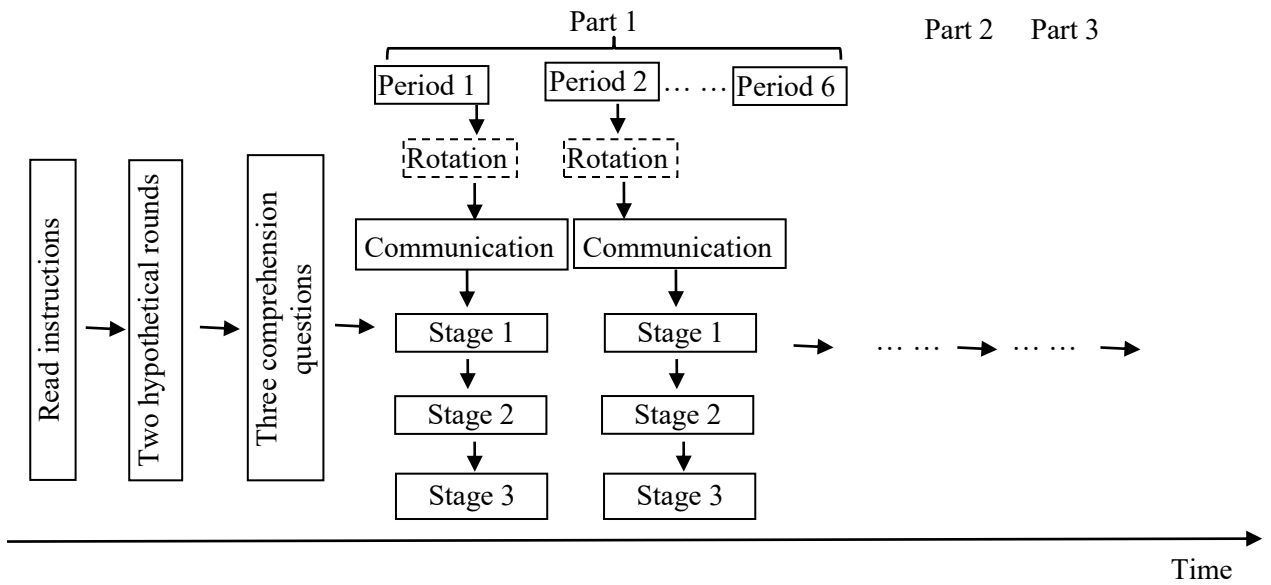 Part 1
Part 2
Part 3
Period 1
Period 2
… …
Period 6
Rotation
Rotation
Read instructions
Two hypothetical rounds
Three comprehension
questions
Communication
Communication
Stage 1
Stage 1
… …
… …
Stage 2
Stage 2
Stage 3
Stage 3
Time